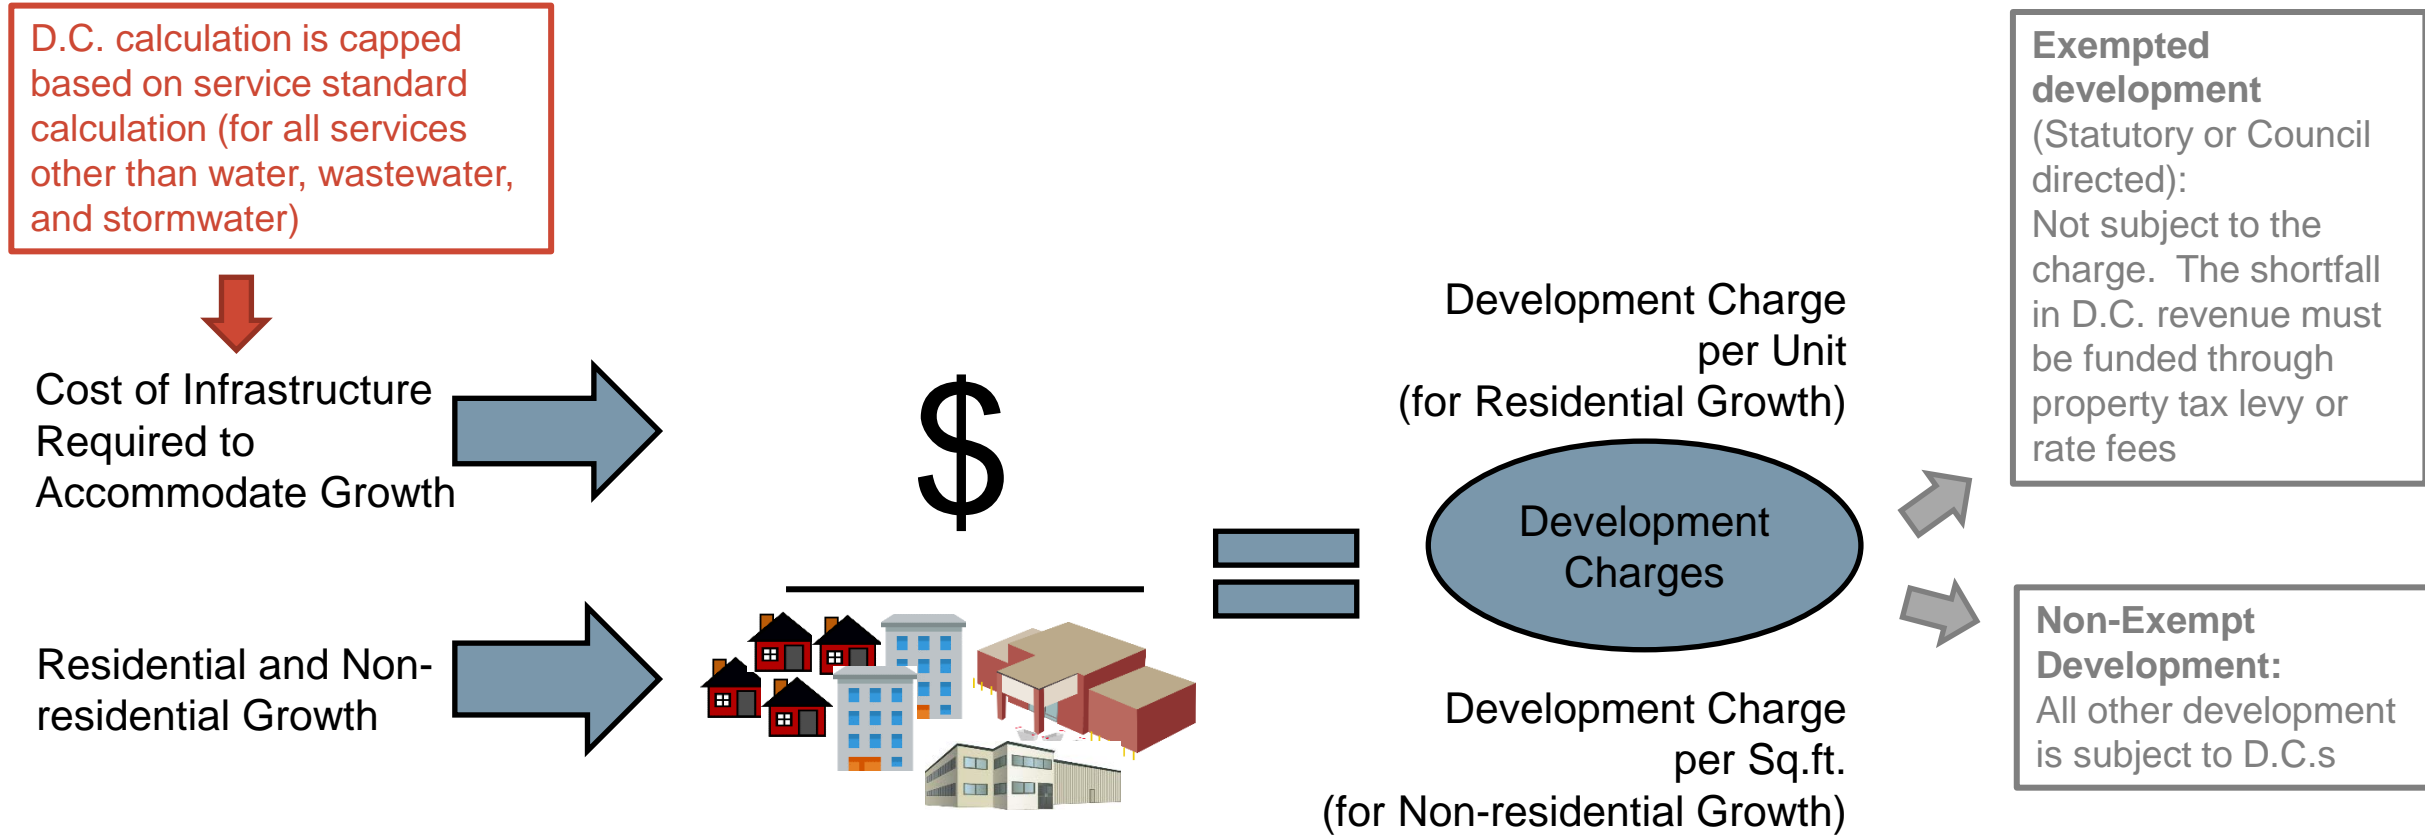 D.C. calculation is capped
based on service standard
calculation (for all services
other than water, wastewater,
and stormwater)
Cost of Infrastructure
Required to
Accommodate Growth
Residential and Non-
residential Growth
$
Development Charge
per Unit
(for Residential Growth)
Development
Charges
Development Charge
per Sq.ft.
(for Non-residential Growth)
Exempted
development
(Statutory or Council
directed):
Not subject to the
charge.  The shortfall
in D.C. revenue must
be funded through
property tax levy or
rate fees
Non-Exempt
Development:
All other development
is subject to D.C.s